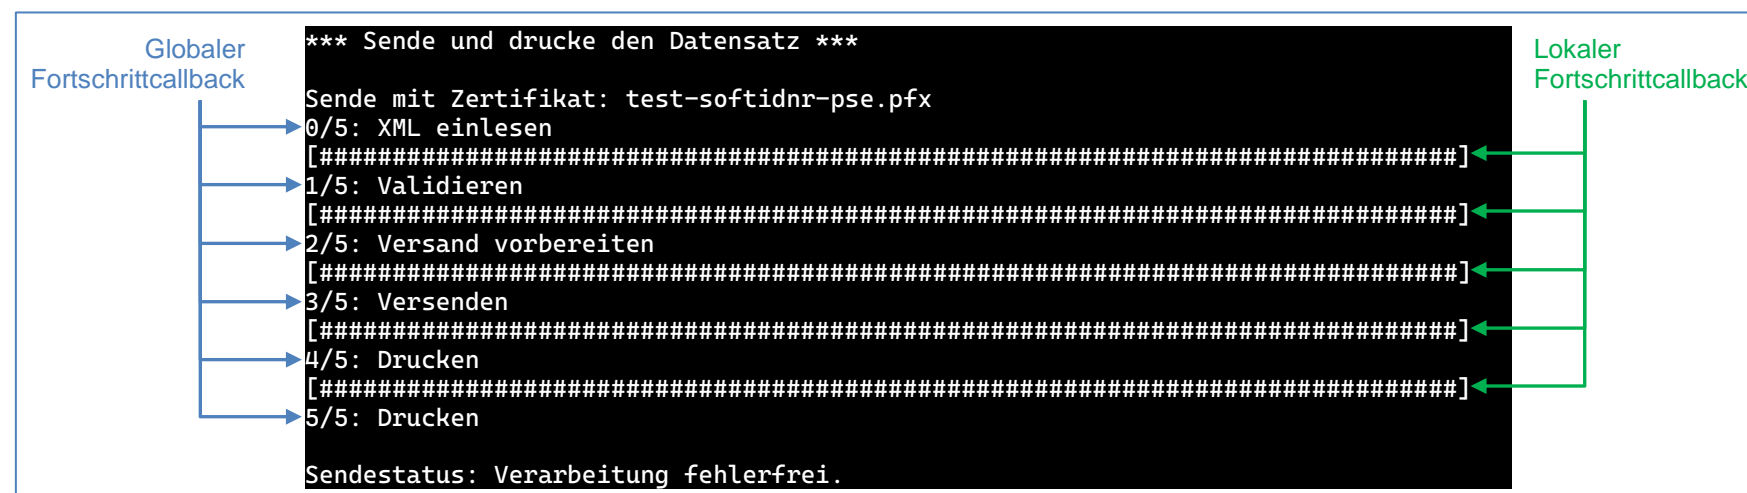 Globaler
Fortschrittcallback
*** Sende und drucke den Datensatz ***
Sende mit Zertifikat: test-softidnr-pse.pfx
0/5: XML einlesen
[##############################################################################]
1/5: Validieren
[##############################################################################]
2/5: Versand vorbereiten
[##############################################################################]
3/5: Versenden
[##############################################################################]
4/5: Drucken
[##############################################################################]
5/5: Drucken
Sendestatus: Verarbeitung fehlerfrei.
Lokaler
Fortschrittcallback